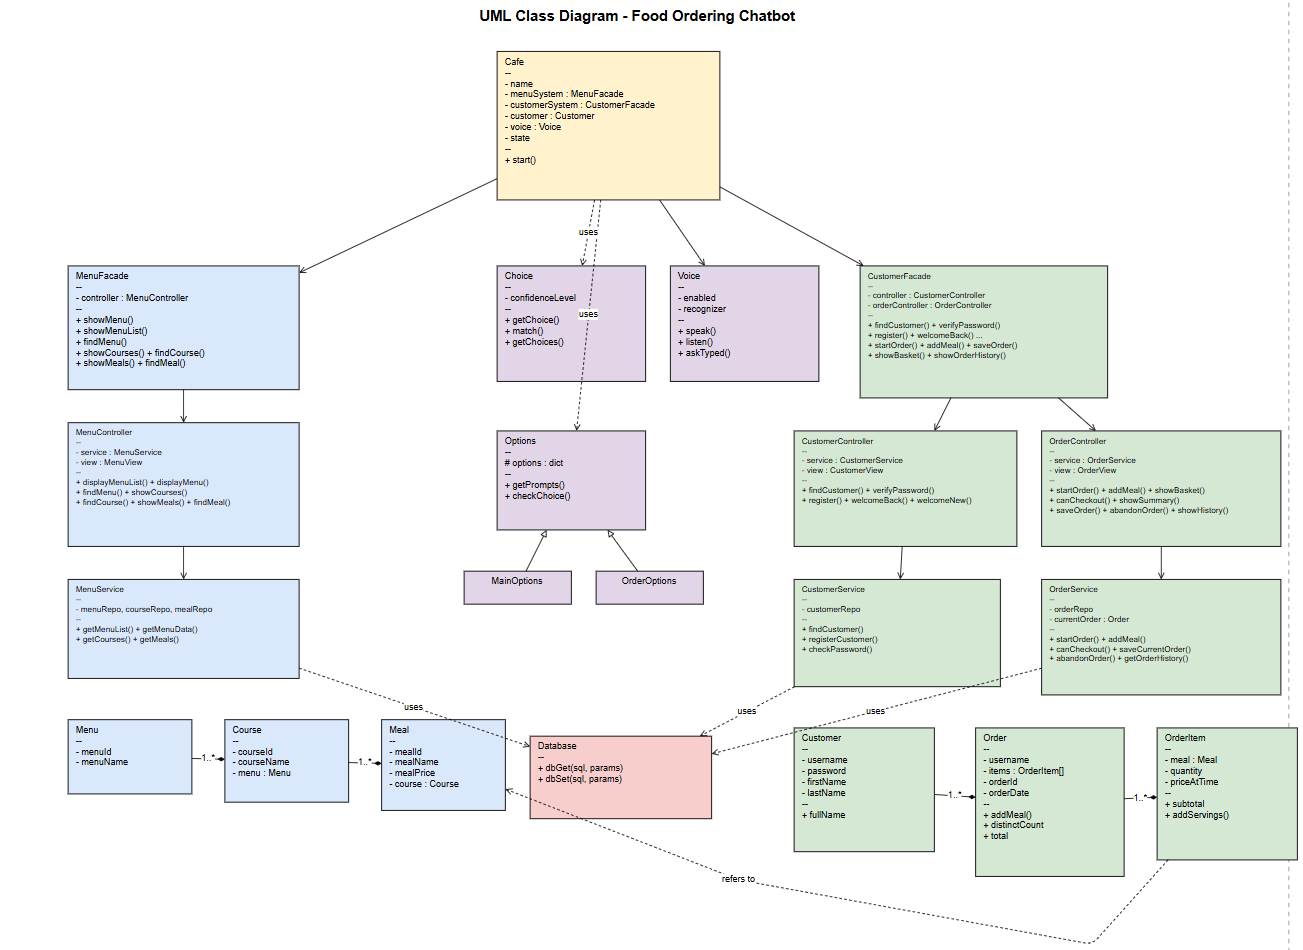 UML Class Diagram - Food Ordering Chatbot
Cafe
--
- name
- menuSystem : MenuFacade
- customerSystem : CustomerFacade
- customer : Customer
- voice : Voice
- state
--
+ start()
uses
MenuFacade
--
- controller : MenuController
--
+ showMenu()
+ showMenuList()
+ findMenu()
+ showCourses() + findCourse()
+ showMeals() + findMeal()
Choice
--
- confidenceLevel
--
+ getChoice()
+ match()
+ getChoices()
uses
Voice
--
- enabled
- recognizer
--
+ speak()
+ listen()
+ askTyped()
CustomerFacade
--
- controller : CustomerController
- orderController : OrderController
--
+ findCustomer() + verifyPassword()
+ register() + welcomeBack() ...
+ startOrder() + addMeal() + saveOrder()
+ showBasket() + showOrderHistory()
MenuController
--
- service : MenuService
- view : MenuView
--
+ displayMenuList() + displayMenu()
+ findMenu() + showCourses()
+ findCourse() + showMeals() + findMeal()
Options
--
# options : dict
--
+ getPrompts()
+ checkChoice()
CustomerController
--
- service : CustomerService
- view : CustomerView
--
+ findCustomer() + verifyPassword()
+ register() + welcomeBack() + welcomeNew()
OrderController
--
- service : OrderService
- view : OrderView
--
+ startOrder() + addMeal() + showBasket()
+ canCheckout() + showSummary()
+ saveOrder() + abandonOrder() + showHistory()
MainOptions
OrderOptions
MenuService
--
- menuRepo, courseRepo, mealRepo
--
+ getMenuList() + getMenuData()
+ getCourses() + getMeals()
CustomerService
--
- customerRepo
--
+ findCustomer()
+ registerCustomer()
+ checkPassword()
OrderService
--
- orderRepo
- currentOrder : Order
--
+ startOrder() + addMeal()
+ canCheckout() + saveCurrentOrder()
+ abandonOrder() + getOrderHistory()
uses
uses
uses
Menu
--
- menuId
- menuName
1..*
Course
--
- courseId
- courseName
- menu : Menu
1..*
Meal
--
- mealId
- mealName
- mealPrice
- course : Course
Database
--
+ dbGet(sql, params)
+ dbSet(sql, params)
Customer
--
- username
- password
- firstName
- lastName
--
+ fullName
1..*
Order
--
- username
- items : OrderItem[]
- orderId
- orderDate
--
+ addMeal()
+ distinctCount
+ total
1..*
OrderItem
--
- meal : Meal
- quantity
- priceAtTime
--
+ subtotal
+ addServings()
refers to